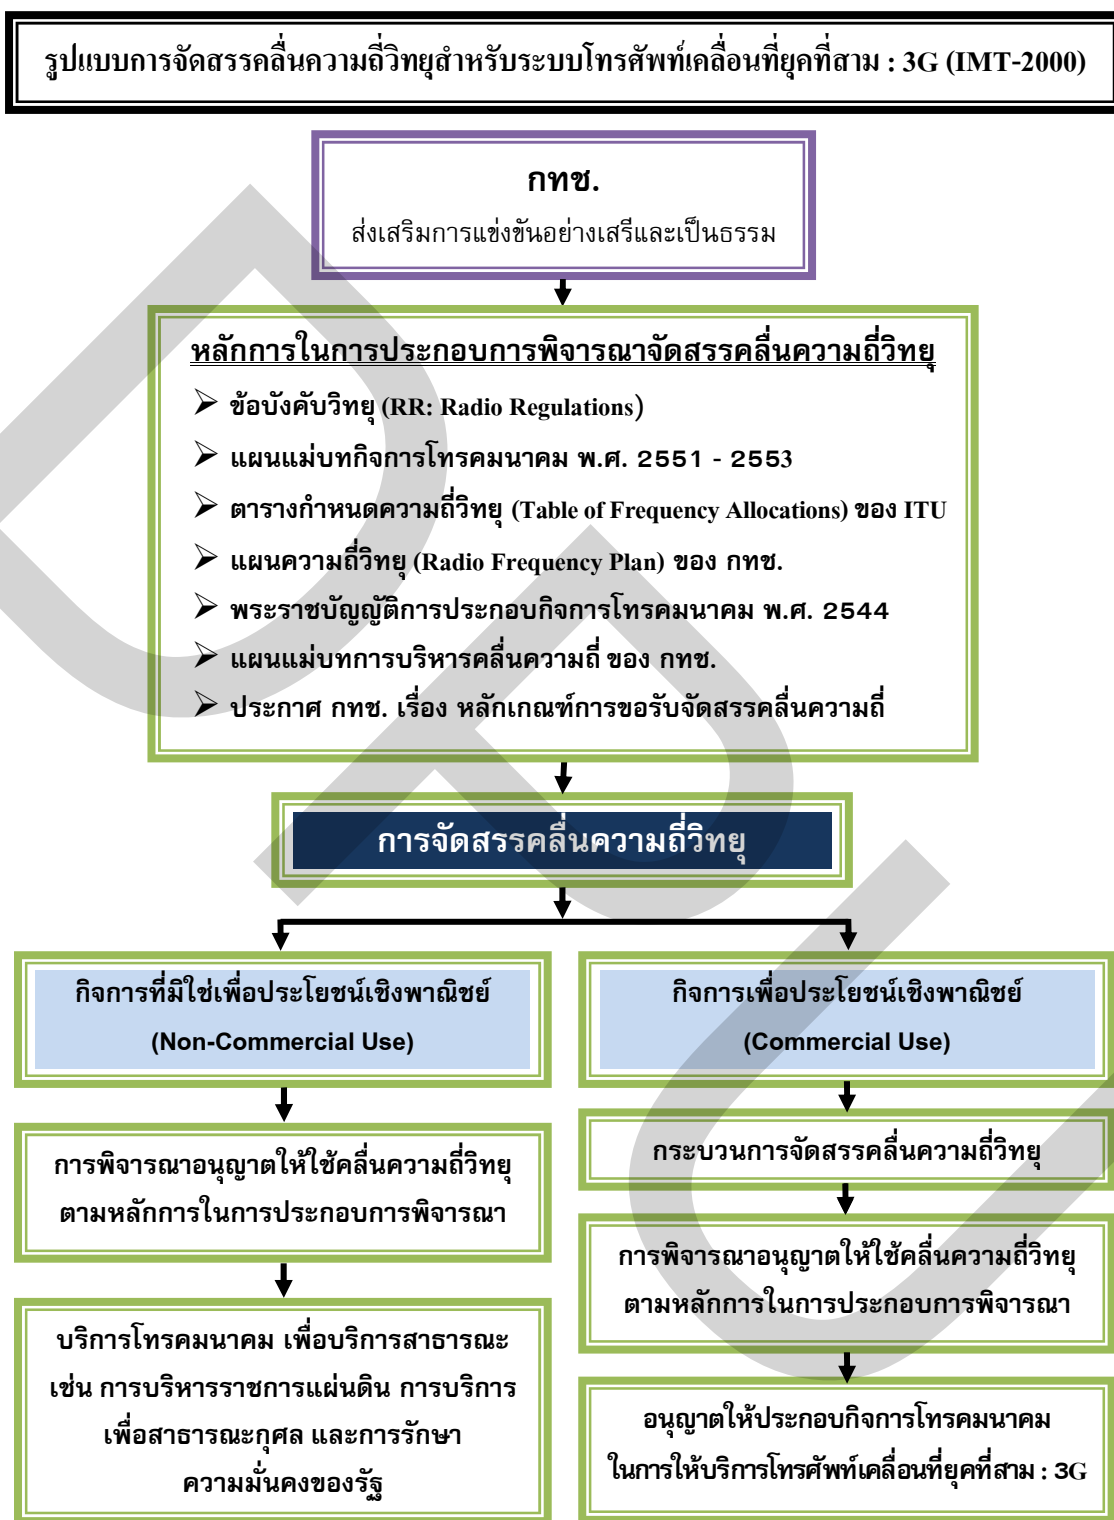 รูปแบบการจัดสรรคลื่นความถี่วิทยุสำหรับระบบโทรศัพท์เคลื่อนที่ยุคที่สาม : 3G (IMT-2000)
กทช.
ส่งเสริมการแข่งขันอย่างเสรีและเป็นธรรม
หลักการในการประกอบการพิจารณาจัดสรรคลื่นความถี่วิทยุ
➢ ข้อบังคับวิทยุ (RR: Radio Regulations)
➢ แผนแม่บทกิจการโทรคมนาคม พ.ศ. 2551 - 2553
➢ ตารางกำหนดความถี่วิทยุ (Table of Frequency Allocations) ของ ITU
➢ แผนความถี่วิทยุ (Radio Frequency Plan) ของ กทช.
➢ พระราชบัญญัติการประกอบกิจการโทรคมนาคม พ.ศ. 2544
➢ แผนแม่บทการบริหารคลื่นความถี่ ของ กทช.
➢ ประกาศ กทช. เรื่อง หลักเกณฑ์การขอรับจัดสรรคลื่นความถี่
การจัดสรรคลื่นความถี่วิทยุ
กิจการที่มิใช่เพื่อประโยชน์เชิงพาณิชย์
(Non-Commercial Use)
การพิจารณาอนุญาตให้ใช้คลื่นความถี่วิทยุ
ตามหลักการในการประกอบการพิจารณา
บริการโทรคมนาคม เพื่อบริการสาธารณะ
เช่น การบริหารราชการแผ่นดิน การบริการ
เพื่อสาธารณะกุศล และการรักษา
ความมั่นคงของรัฐ
กิจการเพื่อประโยชน์เชิงพาณิชย์
(Commercial Use)
กระบวนการจัดสรรคลื่นความถี่วิทยุ
การพิจารณาอนุญาตให้ใช้คลื่นความถี่วิทยุ
ตามหลักการในการประกอบการพิจารณา
อนุญาตให้ประกอบกิจการโทรคมนาคม
ในการให้บริการโทรศัพท์เคลื่อนที่ยุคที่สาม : 3G
DPU